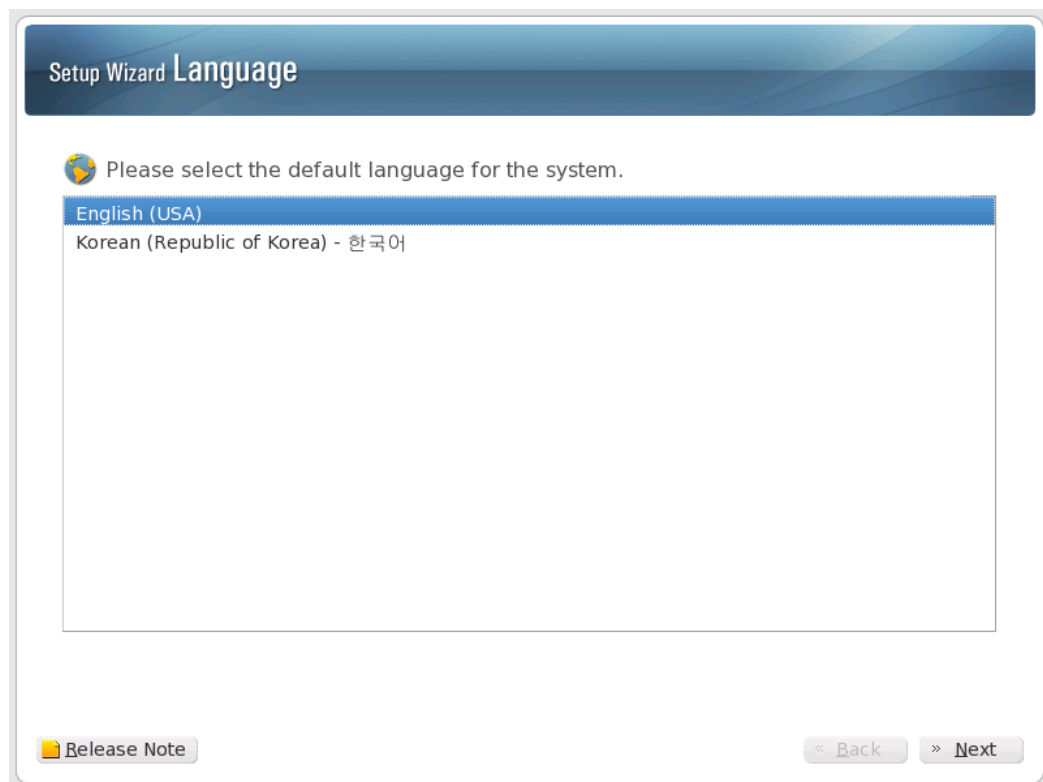 Setup Wizard Language
Please select the default language for the system.
English (USA)
Korean (Republic of Korea) - 한국어
Release Note
« Back
» Next